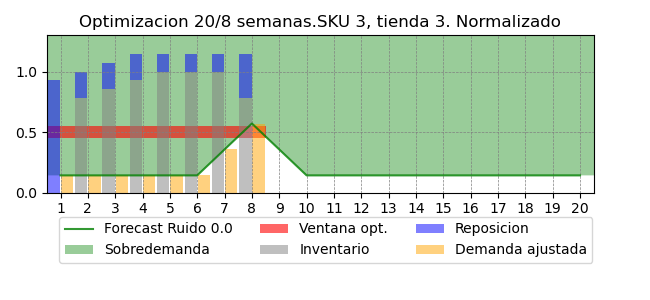 Optimizacion 20/8 semanas.SKU 3, tienda 3. Normalizado
1.0
0.5
0.0
1 2 3 4 5 6 7 8 9 10 11 12 13 14 15 16 17 18 19 20
Forecast Ruido 0.0 Ventana opt. Reposicion
Sobredemanda Inventario Demanda ajustada